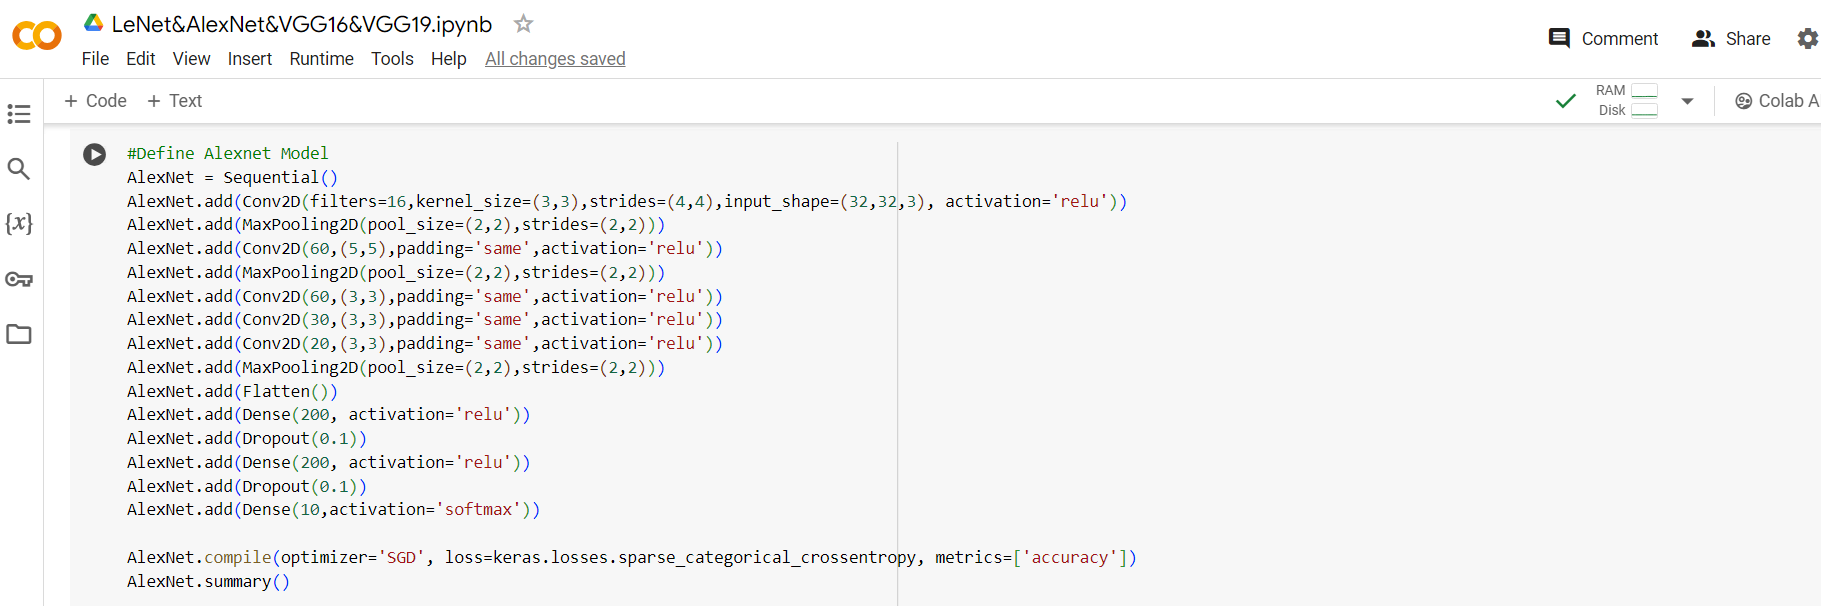 LeNet&AlexNet&VGG16&VGG19.ipynb
File Edit View Insert Runtime Tools Help All changes saved
Comment Share
+ Code + Text
RAM
Disk
Colab A
{x}
#Define Alexnet Model
AlexNet = Sequential()
AlexNet.add(Conv2D(filters=16,kernel_size=(3,3),strides=(4,4),input_shape=(32,32,3), activation='relu'))
AlexNet.add(MaxPooling2D(pool_size=(2,2),strides=(2,2)))
AlexNet.add(Conv2D(60,(5,5),padding='same',activation='relu'))
AlexNet.add(MaxPooling2D(pool_size=(2,2),strides=(2,2)))
AlexNet.add(Conv2D(60,(3,3),padding='same',activation='relu'))
AlexNet.add(Conv2D(30,(3,3),padding='same',activation='relu'))
AlexNet.add(Conv2D(20,(3,3),padding='same',activation='relu'))
AlexNet.add(MaxPooling2D(pool_size=(2,2),strides=(2,2)))
AlexNet.add(Flatten())
AlexNet.add(Dense(200, activation='relu'))
AlexNet.add(Dropout(0.1))
AlexNet.add(Dense(200, activation='relu'))
AlexNet.add(Dropout(0.1))
AlexNet.add(Dense(10,activation='softmax'))
AlexNet.compile(optimizer='SGD', loss=keras.losses.sparse_categorical_crossentropy, metrics=['accuracy'])
AlexNet.summary()